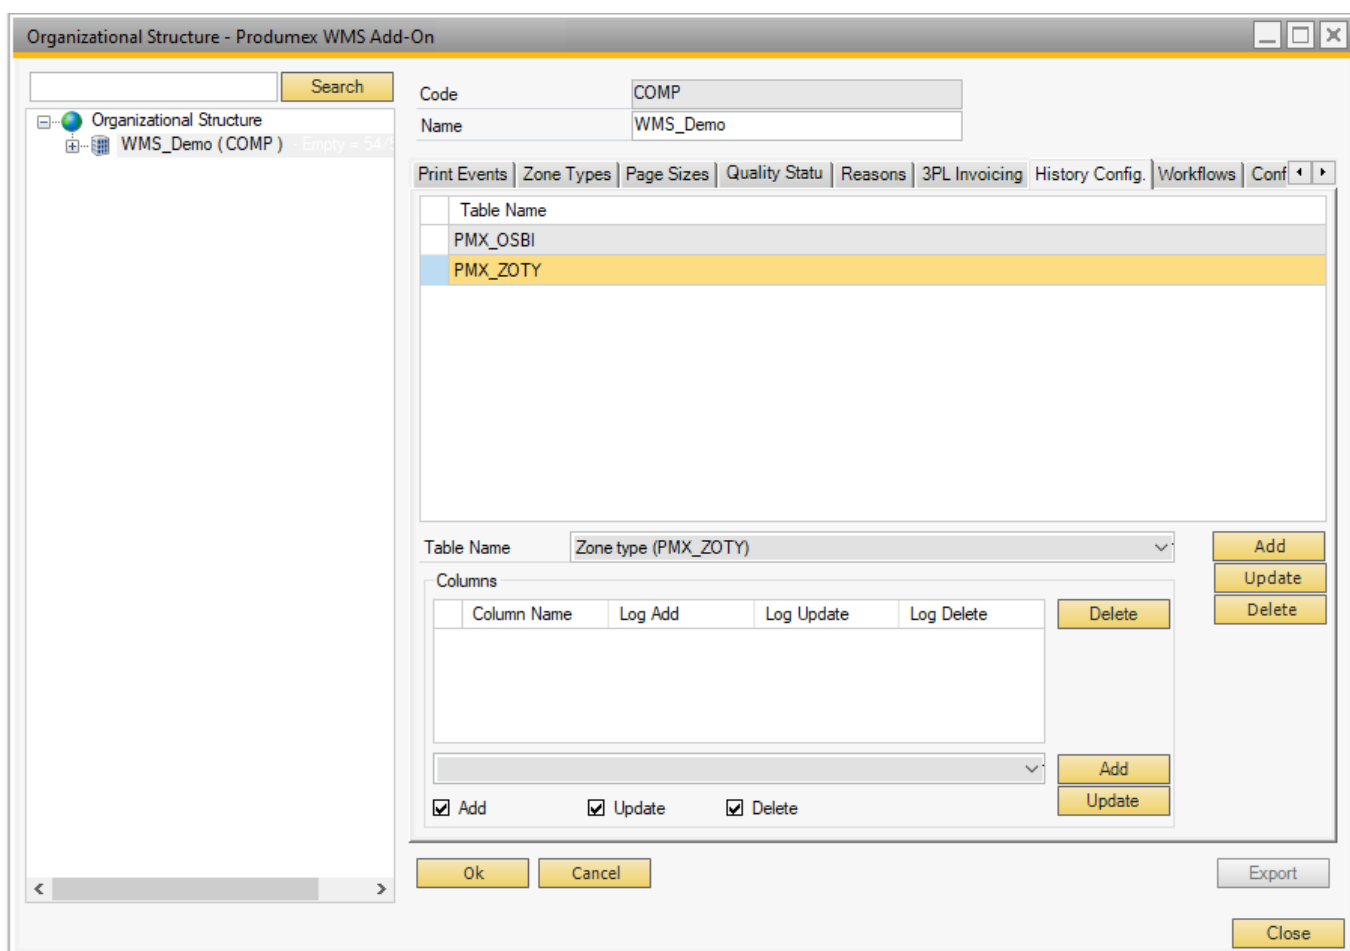 Organizational Structure - Produmex WMS Add-On
Search
Organizational Structure
WMS_Demo ( COMP ) - Empty = 54/5
Code COMP
Name WMS_Demo
Print Events Zone Types Page Sizes Quality Statu Reasons 3PL Invoicing History Config. Workflows Conf
Table Name
PMX_OSBI
PMX_ZOTY
Table Name Zone type (PMX_ZOTY) Add
Update
Delete
Columns
Column Name Log Add Log Update Log Delete Delete
Add
Update
Add Update Delete
Ok Cancel Export
Close